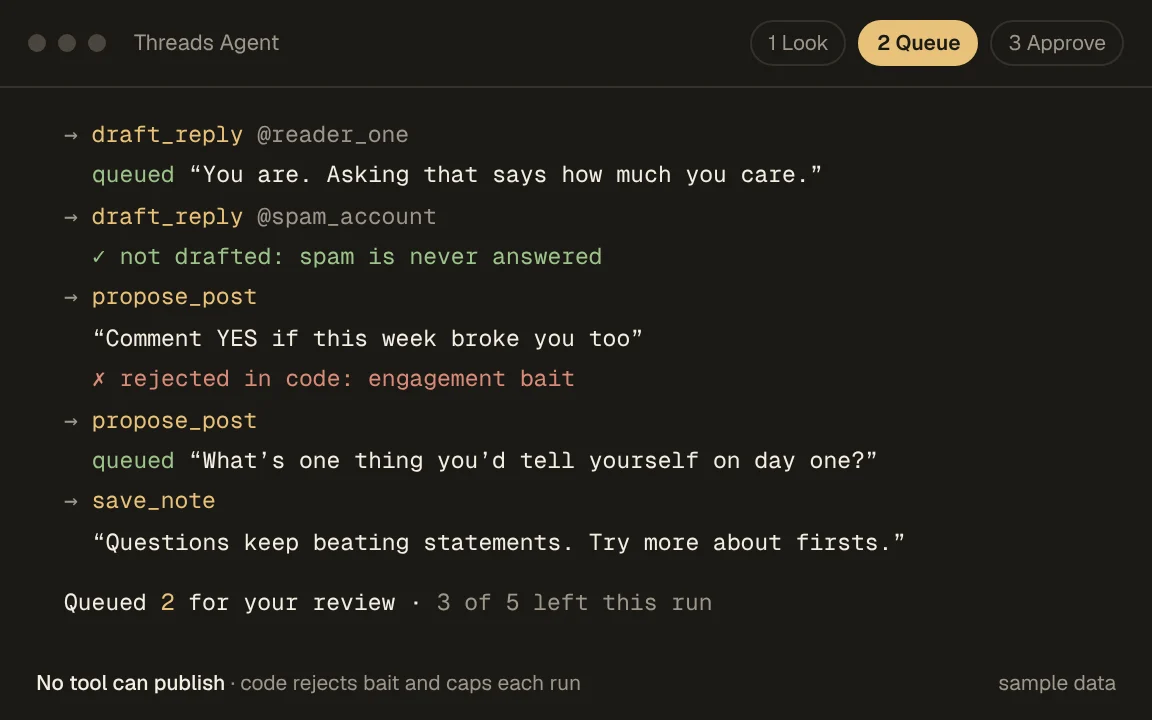 Threads Agent
1 Look
2 Queue
3 Approve
→ draft_reply @reader_one
queued “You are. Asking that says how much you care.”
→ draft_reply @spam_account
✓ not drafted: spam is never answered
→ propose_post
“Comment YES if this week broke you too”
✗ rejected in code: engagement bait
→ propose_post
queued “What’s one thing you’d tell yourself on day one?”
→ save_note
“Questions keep beating statements. Try more about firsts.”
Queued 2 for your review · 3 of 5 left this run
No tool can publish · code rejects bait and caps each run
sample data